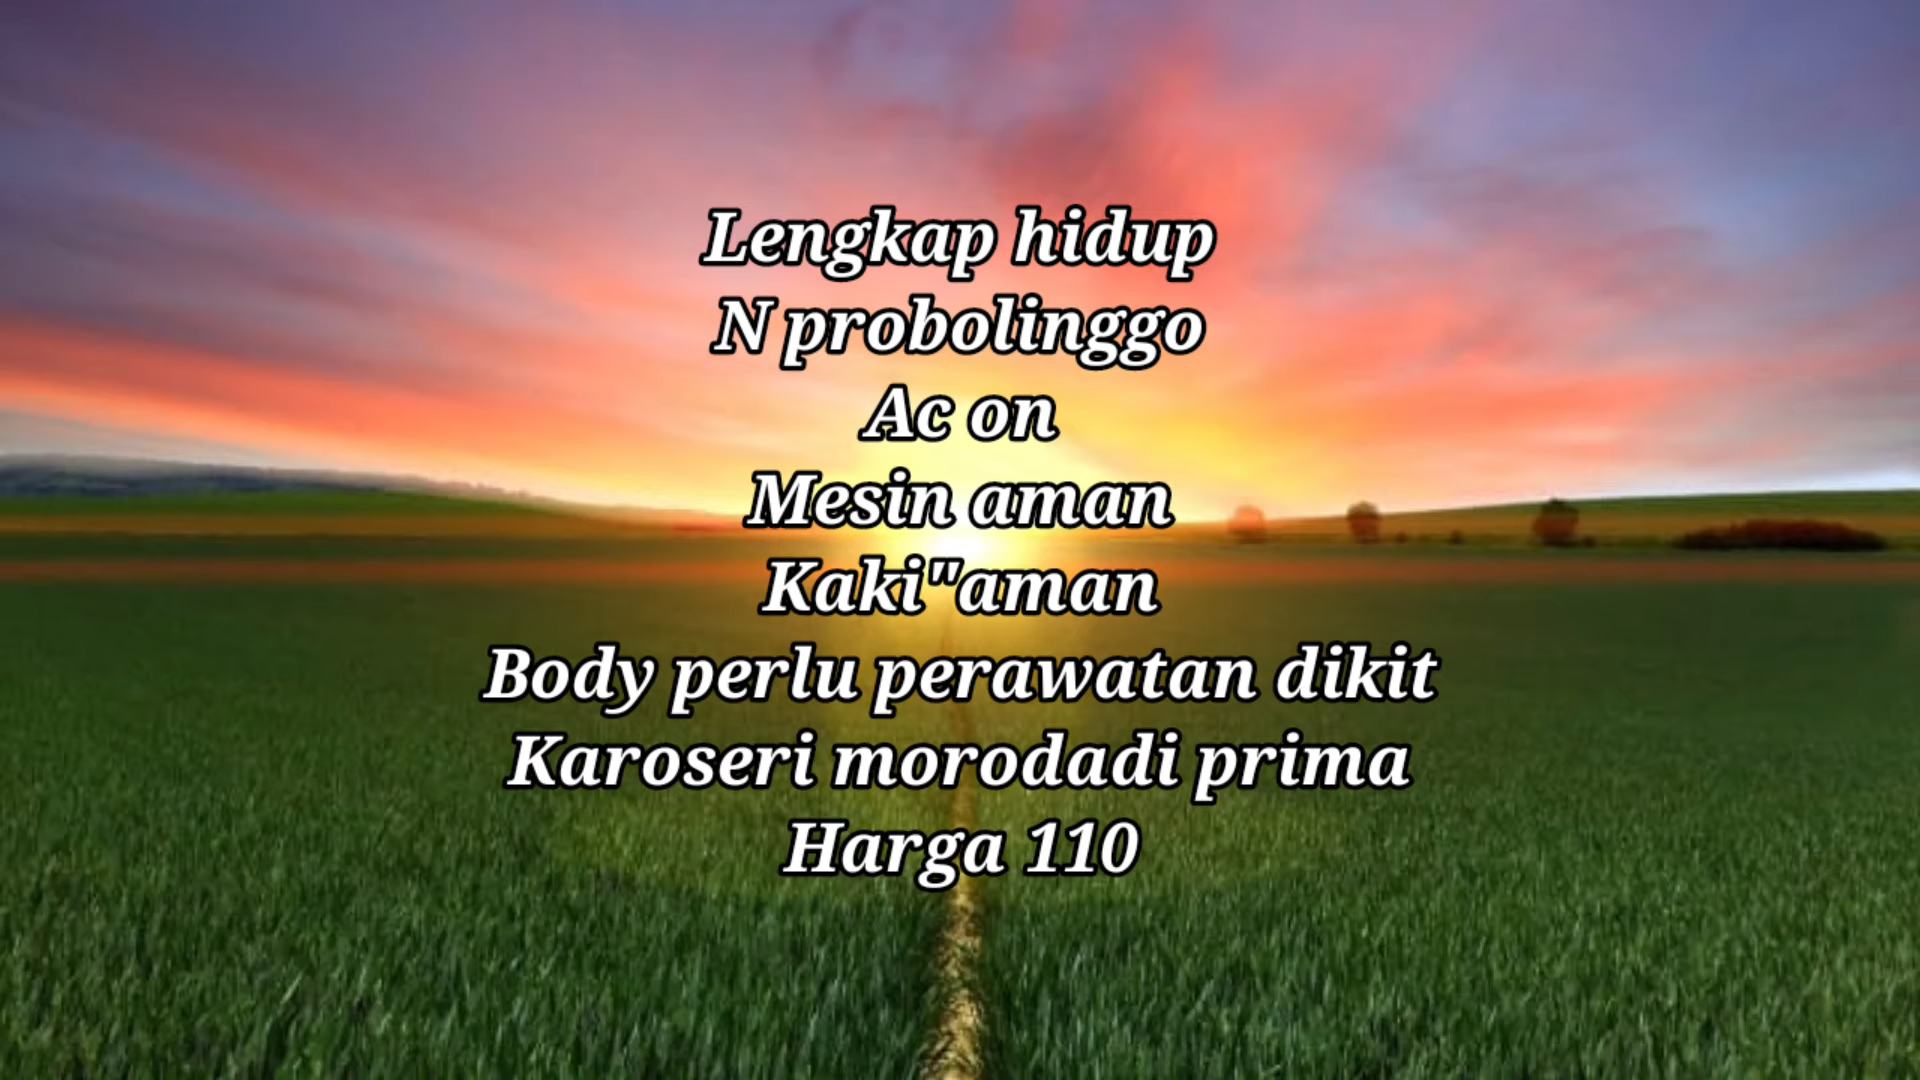 Lengkap hidup
N probolinggo
Ac on
Mesin aman
Kaki"aman
Body perlu perawatan dikit
Karoseri morodadi prima
Harga 110